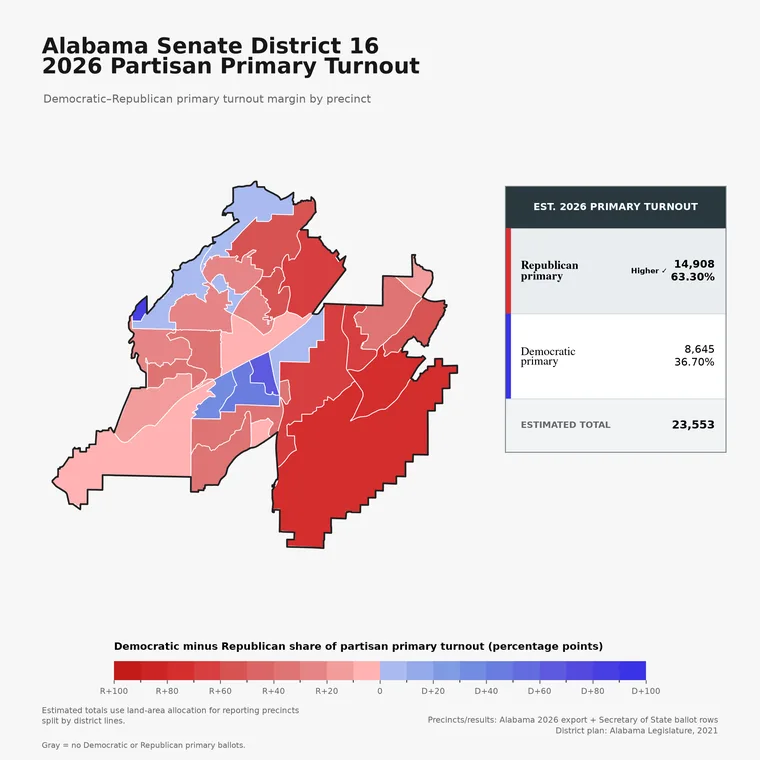 Alabama Senate District 16
2026 Partisan Primary Turnout
Democratic–Republican primary turnout margin by precinct
EST. 2026 PRIMARY TURNOUT
Republican
primary
Higher ✓
14,908
63.30%
Democratic
primary
8,645
36.70%
ESTIMATED TOTAL
23,553
Democratic minus Republican share of partisan primary turnout (percentage points)
R+100 R+80 R+60 R+40 R+20 0 D+20 D+40 D+60 D+80 D+100
Estimated totals use land-area allocation for reporting precincts
split by district lines.
Gray = no Democratic or Republican primary ballots.
Precincts/results: Alabama 2026 export + Secretary of State ballot rows
District plan: Alabama Legislature, 2021